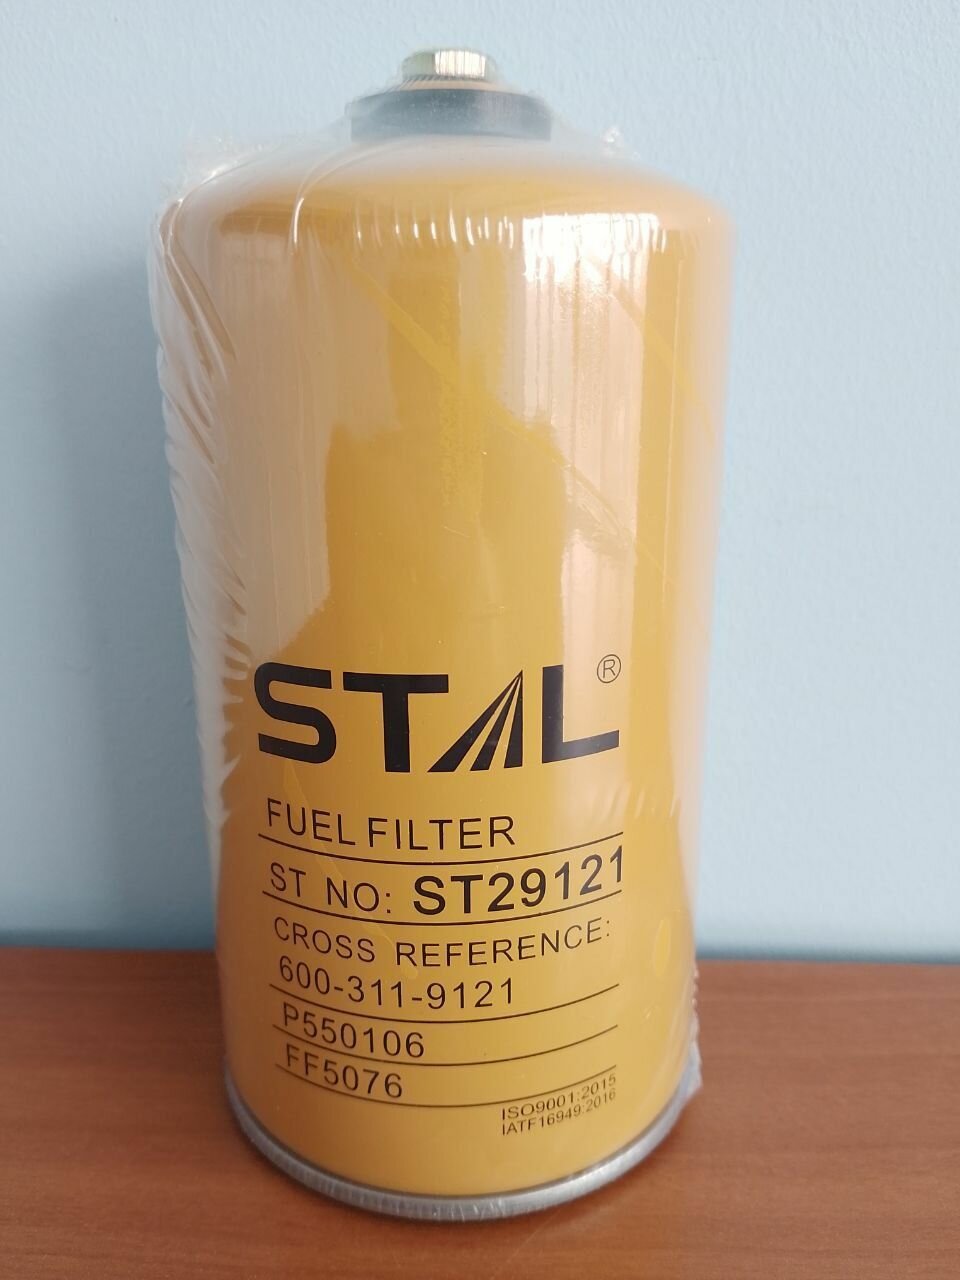 STAL®
FUEL FILTER
ST NO: ST29121
CROSS REFERENCE:
600-311-9121
P550106
FF5076
ISO9001:2015
IATF16949:2016